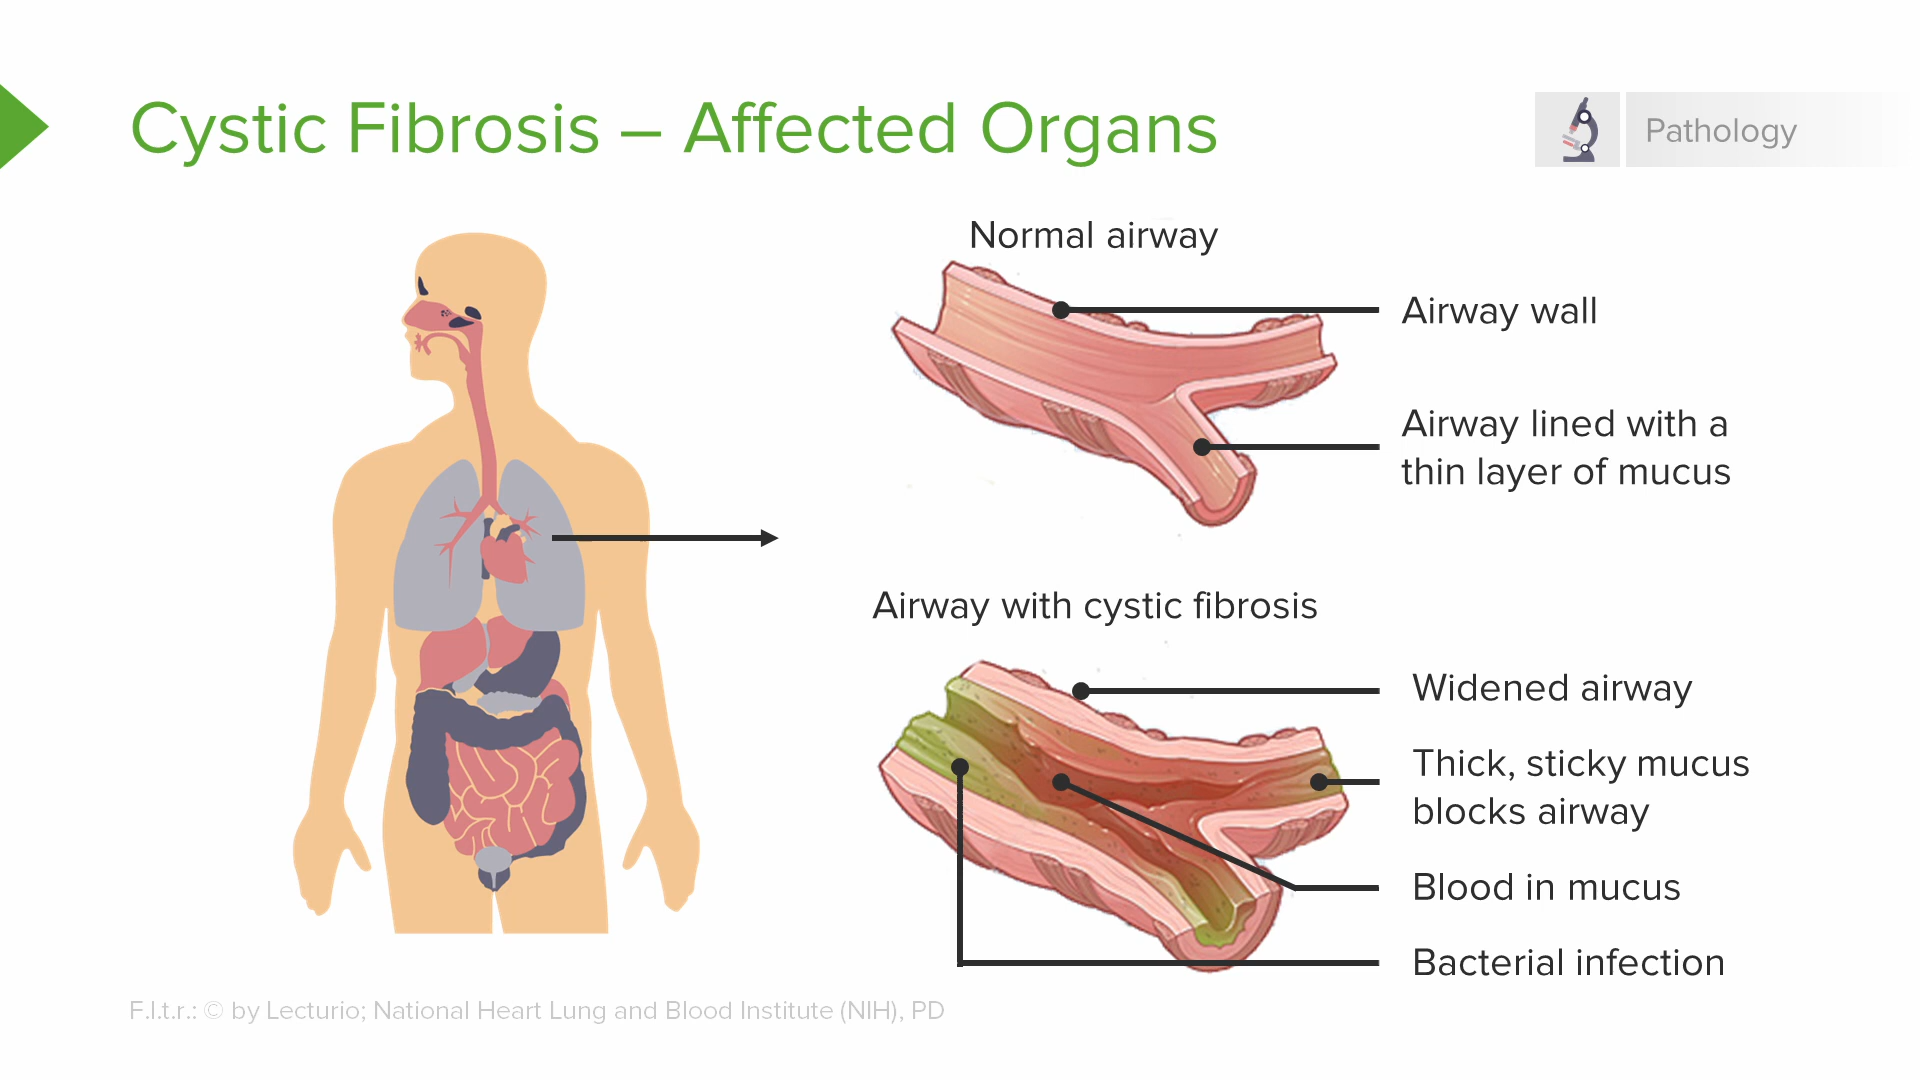 Cystic Fibrosis – Affected Organs
Pathology
Normal airway
Airway wall
Airway lined with a
thin layer of mucus
Airway with cystic fibrosis
Widened airway
Thick, sticky mucus
blocks airway
Blood in mucus
Bacterial infection
F.l.t.r.: © by Lecturio; National Heart Lung and Blood Institute (NIH), PD